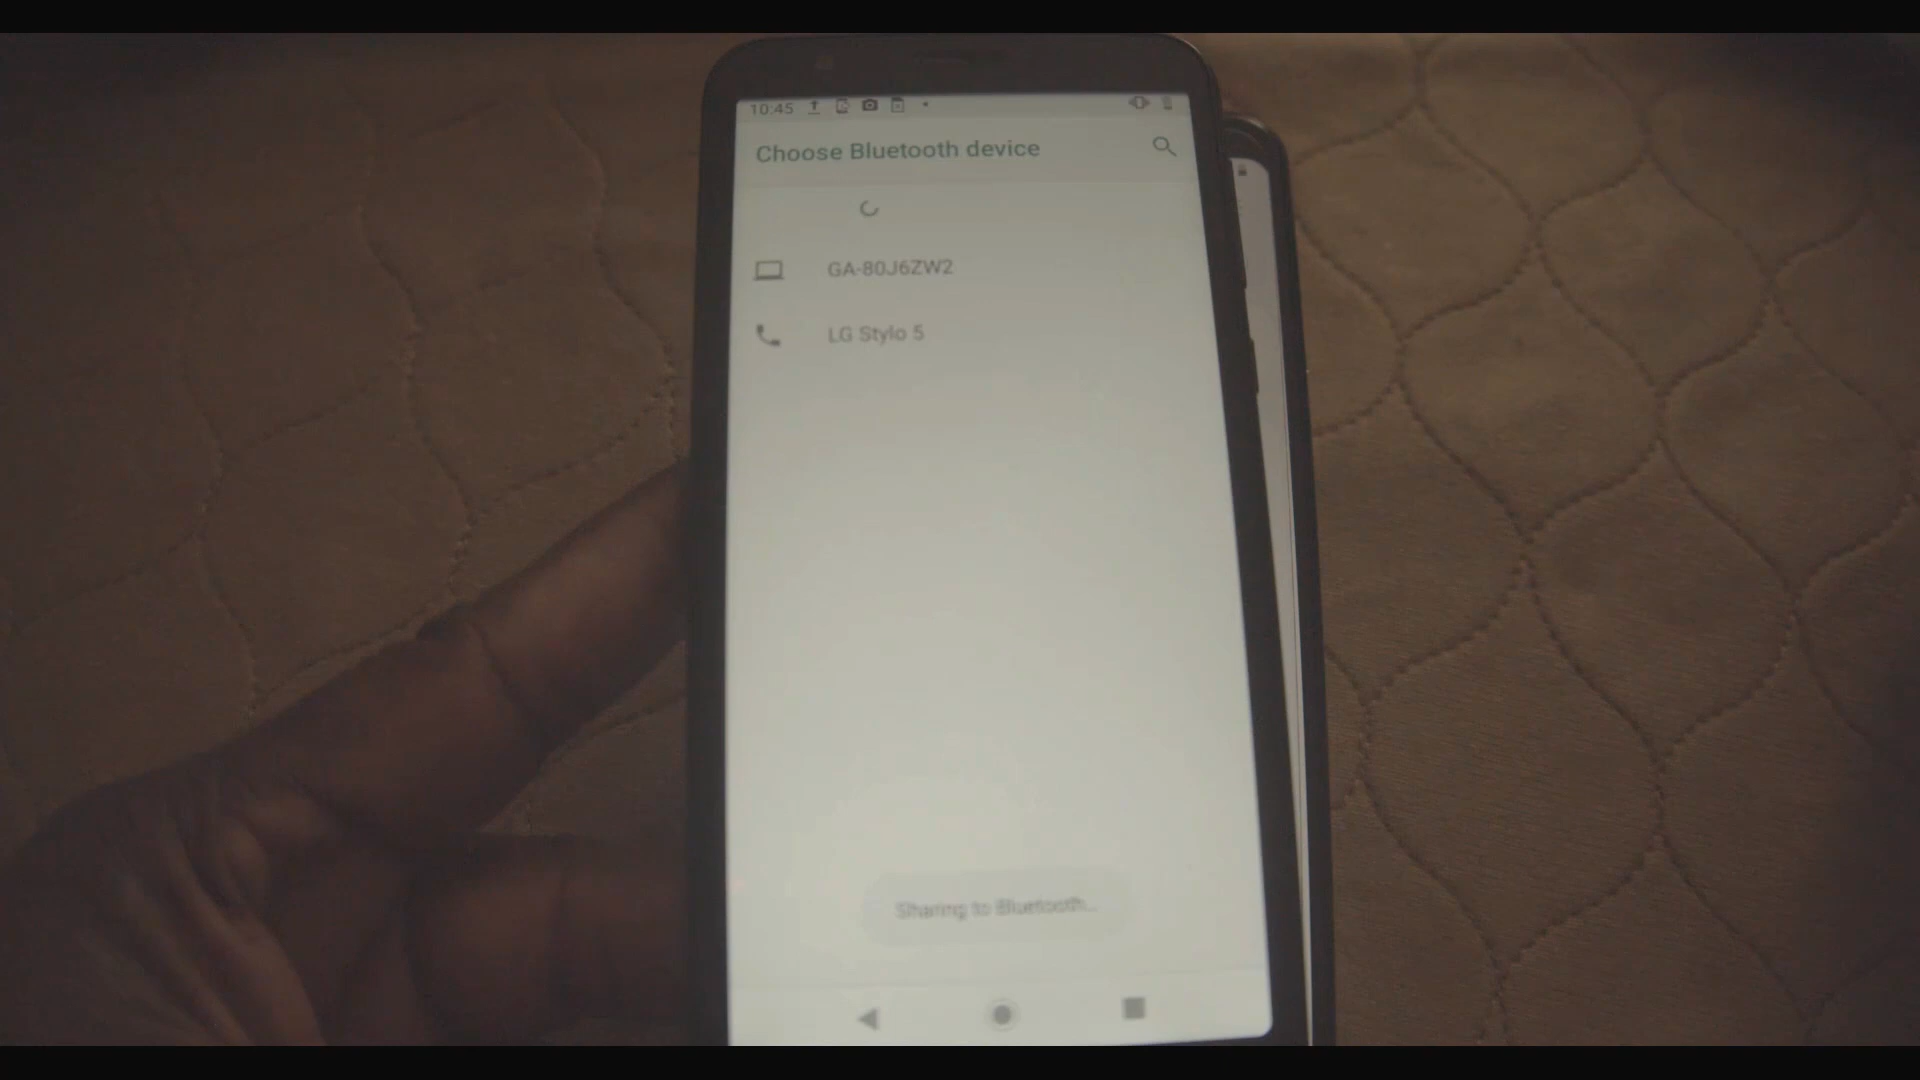 10:45
Choose Bluetooth device
GA-80J6ZW2
LG Stylo 5
Sharing to Bluetooth...